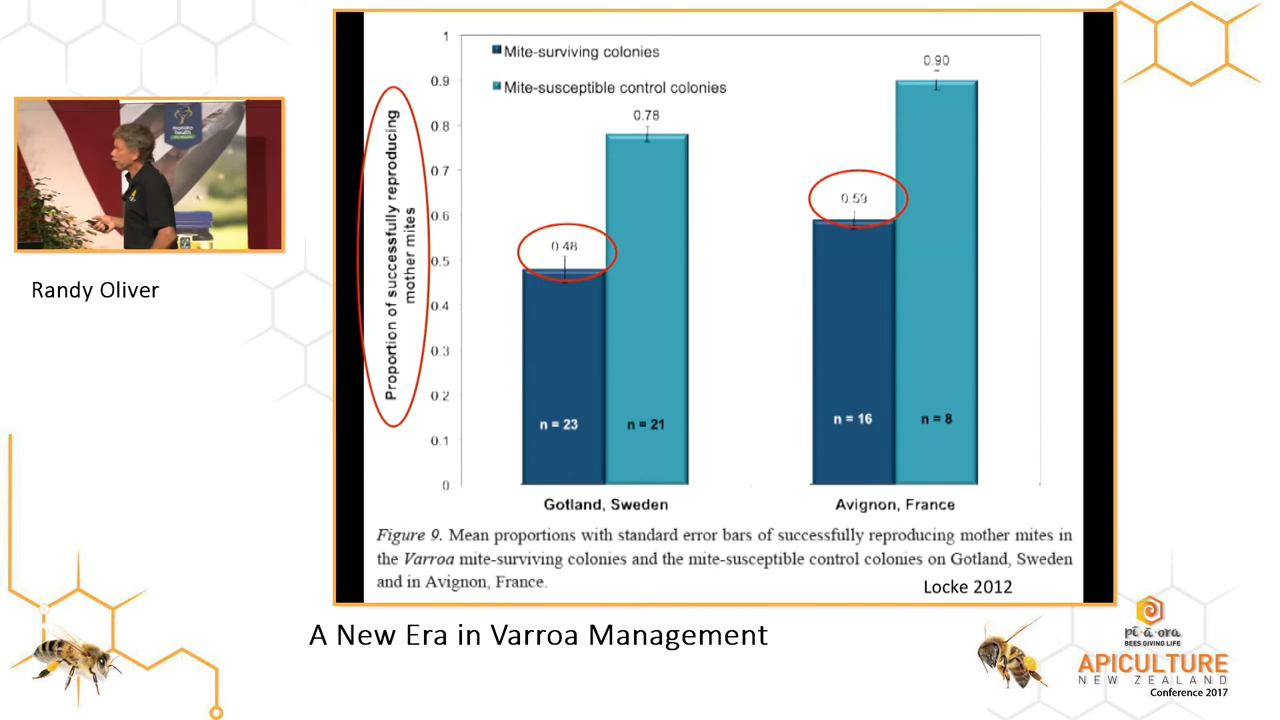 Randy Oliver
1
0.9
0.8
0.7
0.6
0.5
0.4
0.3
0.2
0.1
0
Proportion of successfully reproducing
mother mites
Mite-surviving colonies
Mite-susceptible control colonies
0.48
0.78
0.59
0.90
n = 23
n = 21
n = 16
n = 8
Gotland, Sweden
Avignon, France
Figure 9. Mean proportions with standard error bars of successfully reproducing mother mites in
the Varroa mite-surviving colonies and the mite-susceptible control colonies on Gotland, Sweden
and in Avignon, France.
Locke 2012
A New Era in Varroa Management
pī-ā-ora
BEES GIVING LIFE
APICULTURE
NEW ZEALAND
Conference 2017
manuka
health